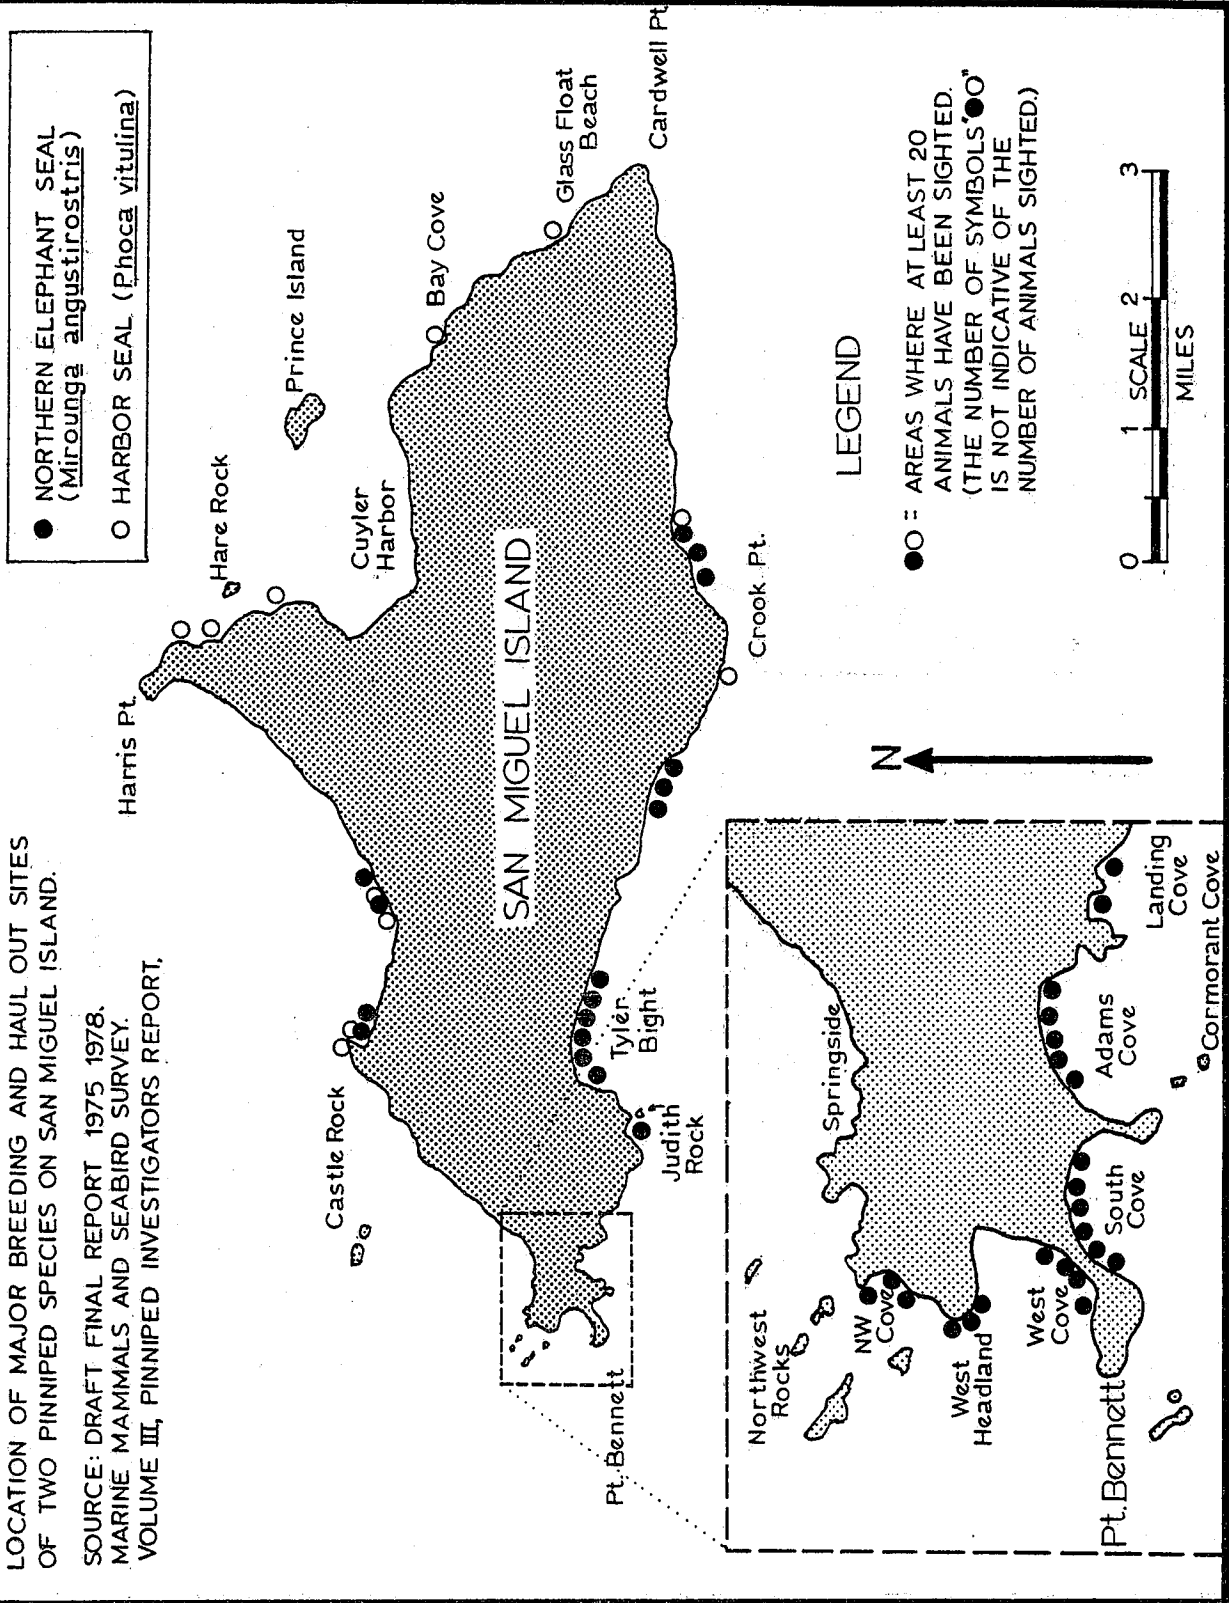 LOCATION OF MAJOR BREEDING AND HAUL OUT SITES
OF TWO PINNIPED SPECIES ON SAN MIGUEL ISLAND.
SOURCE: DRAFT FINAL REPORT 1975 1978.
MARINE MAMMALS AND SEABIRD SURVEY.
VOLUME III, PINNIPED INVESTIGATORS REPORT,
● NORTHERN ELEPHANT SEAL
(Mirounga angustirostris)
○ HARBOR SEAL (Phoca vitulina)
Harris Pt.
Hare Rock
Prince Island
Cuyler
Harbor
Bay Cove
Glass Float
Beach
Cardwell Pt.
Castle Rock
SAN MIGUEL ISLAND
Tyler
Bight
Judith
Rock
Crook Pt.
Pt. Bennett
N
LEGEND
●○ = AREAS WHERE AT LEAST 20
ANIMALS HAVE BEEN SIGHTED.
(THE NUMBER OF SYMBOLS "●○"
IS NOT INDICATIVE OF THE
NUMBER OF ANIMALS SIGHTED.)
0 1 2 3
SCALE
MILES
Northwest
Rocks
Springside
NW
Cove
West
Headland
West
Cove
Pt. Bennett
South
Cove
Adams
Cove
Landing
Cove
Cormorant Cove